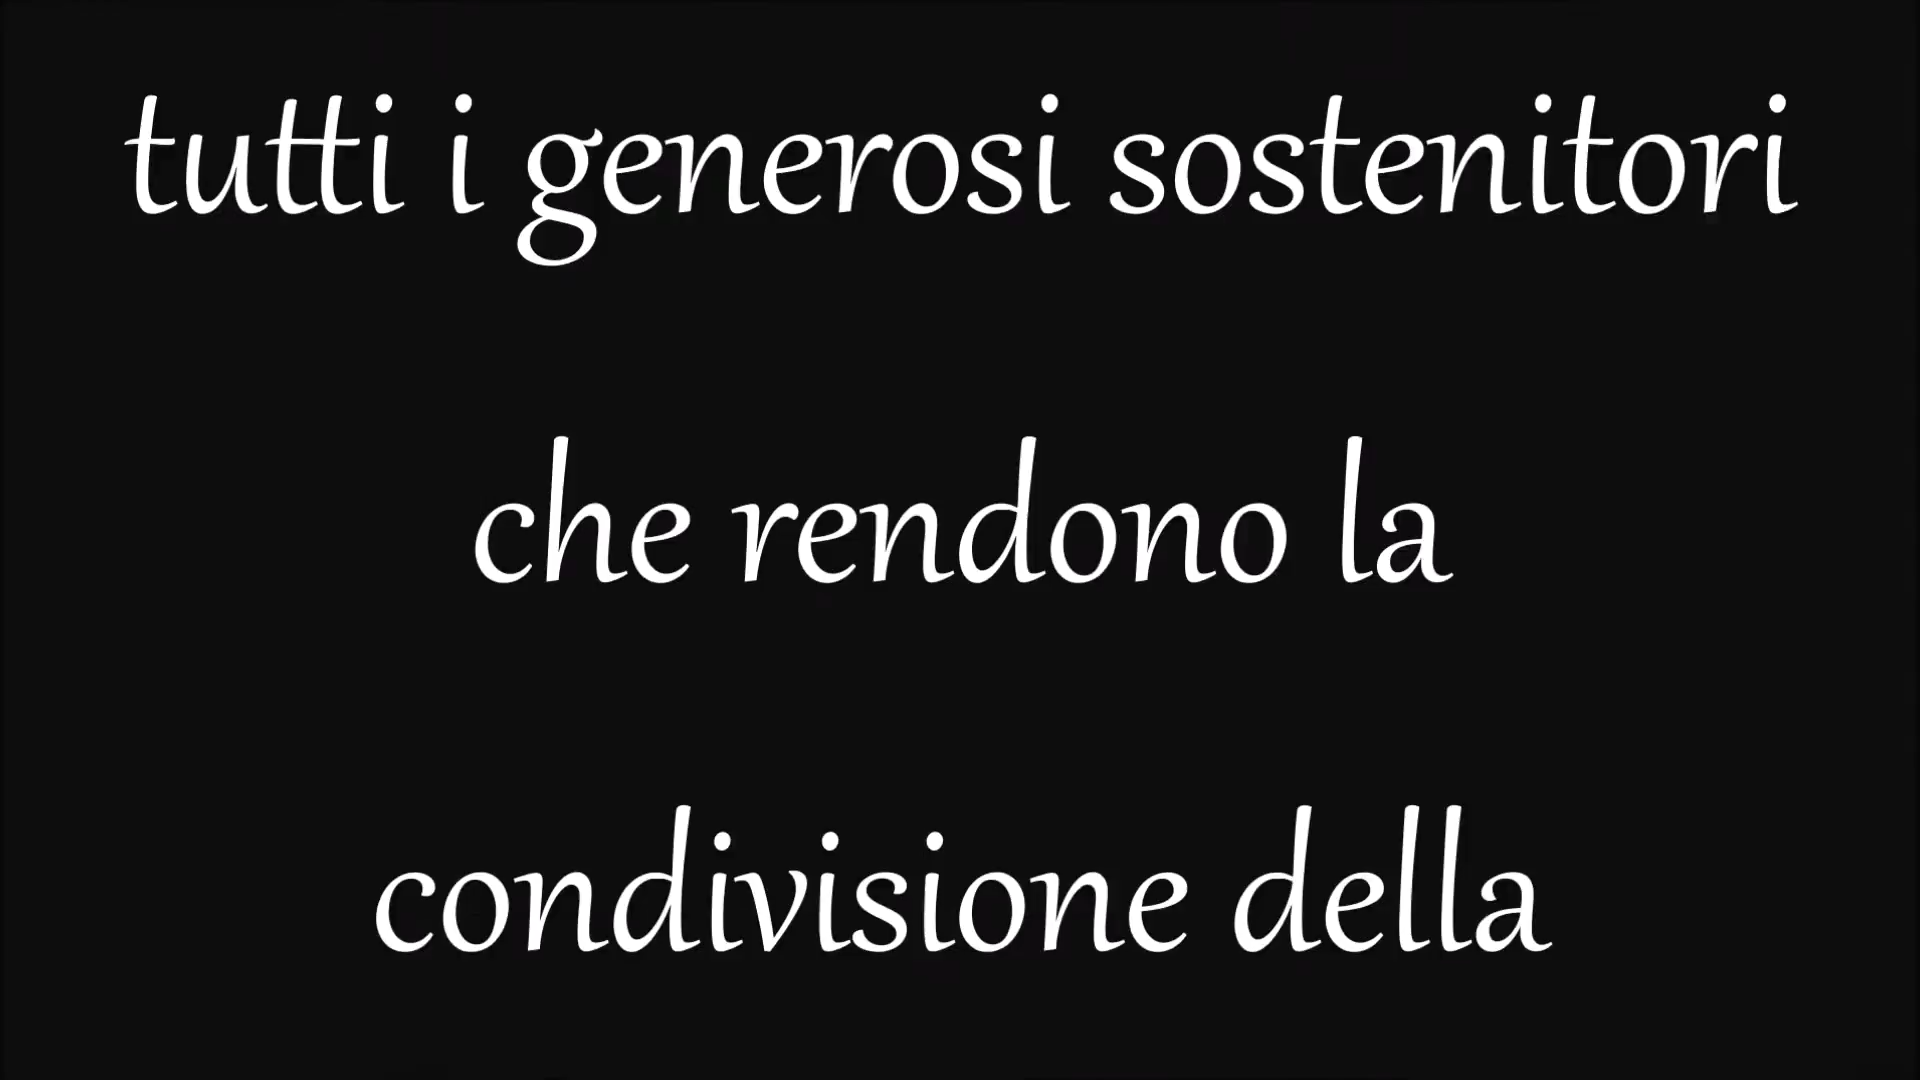 tutti i generosi sostenitori
che rendono la
condivisione della